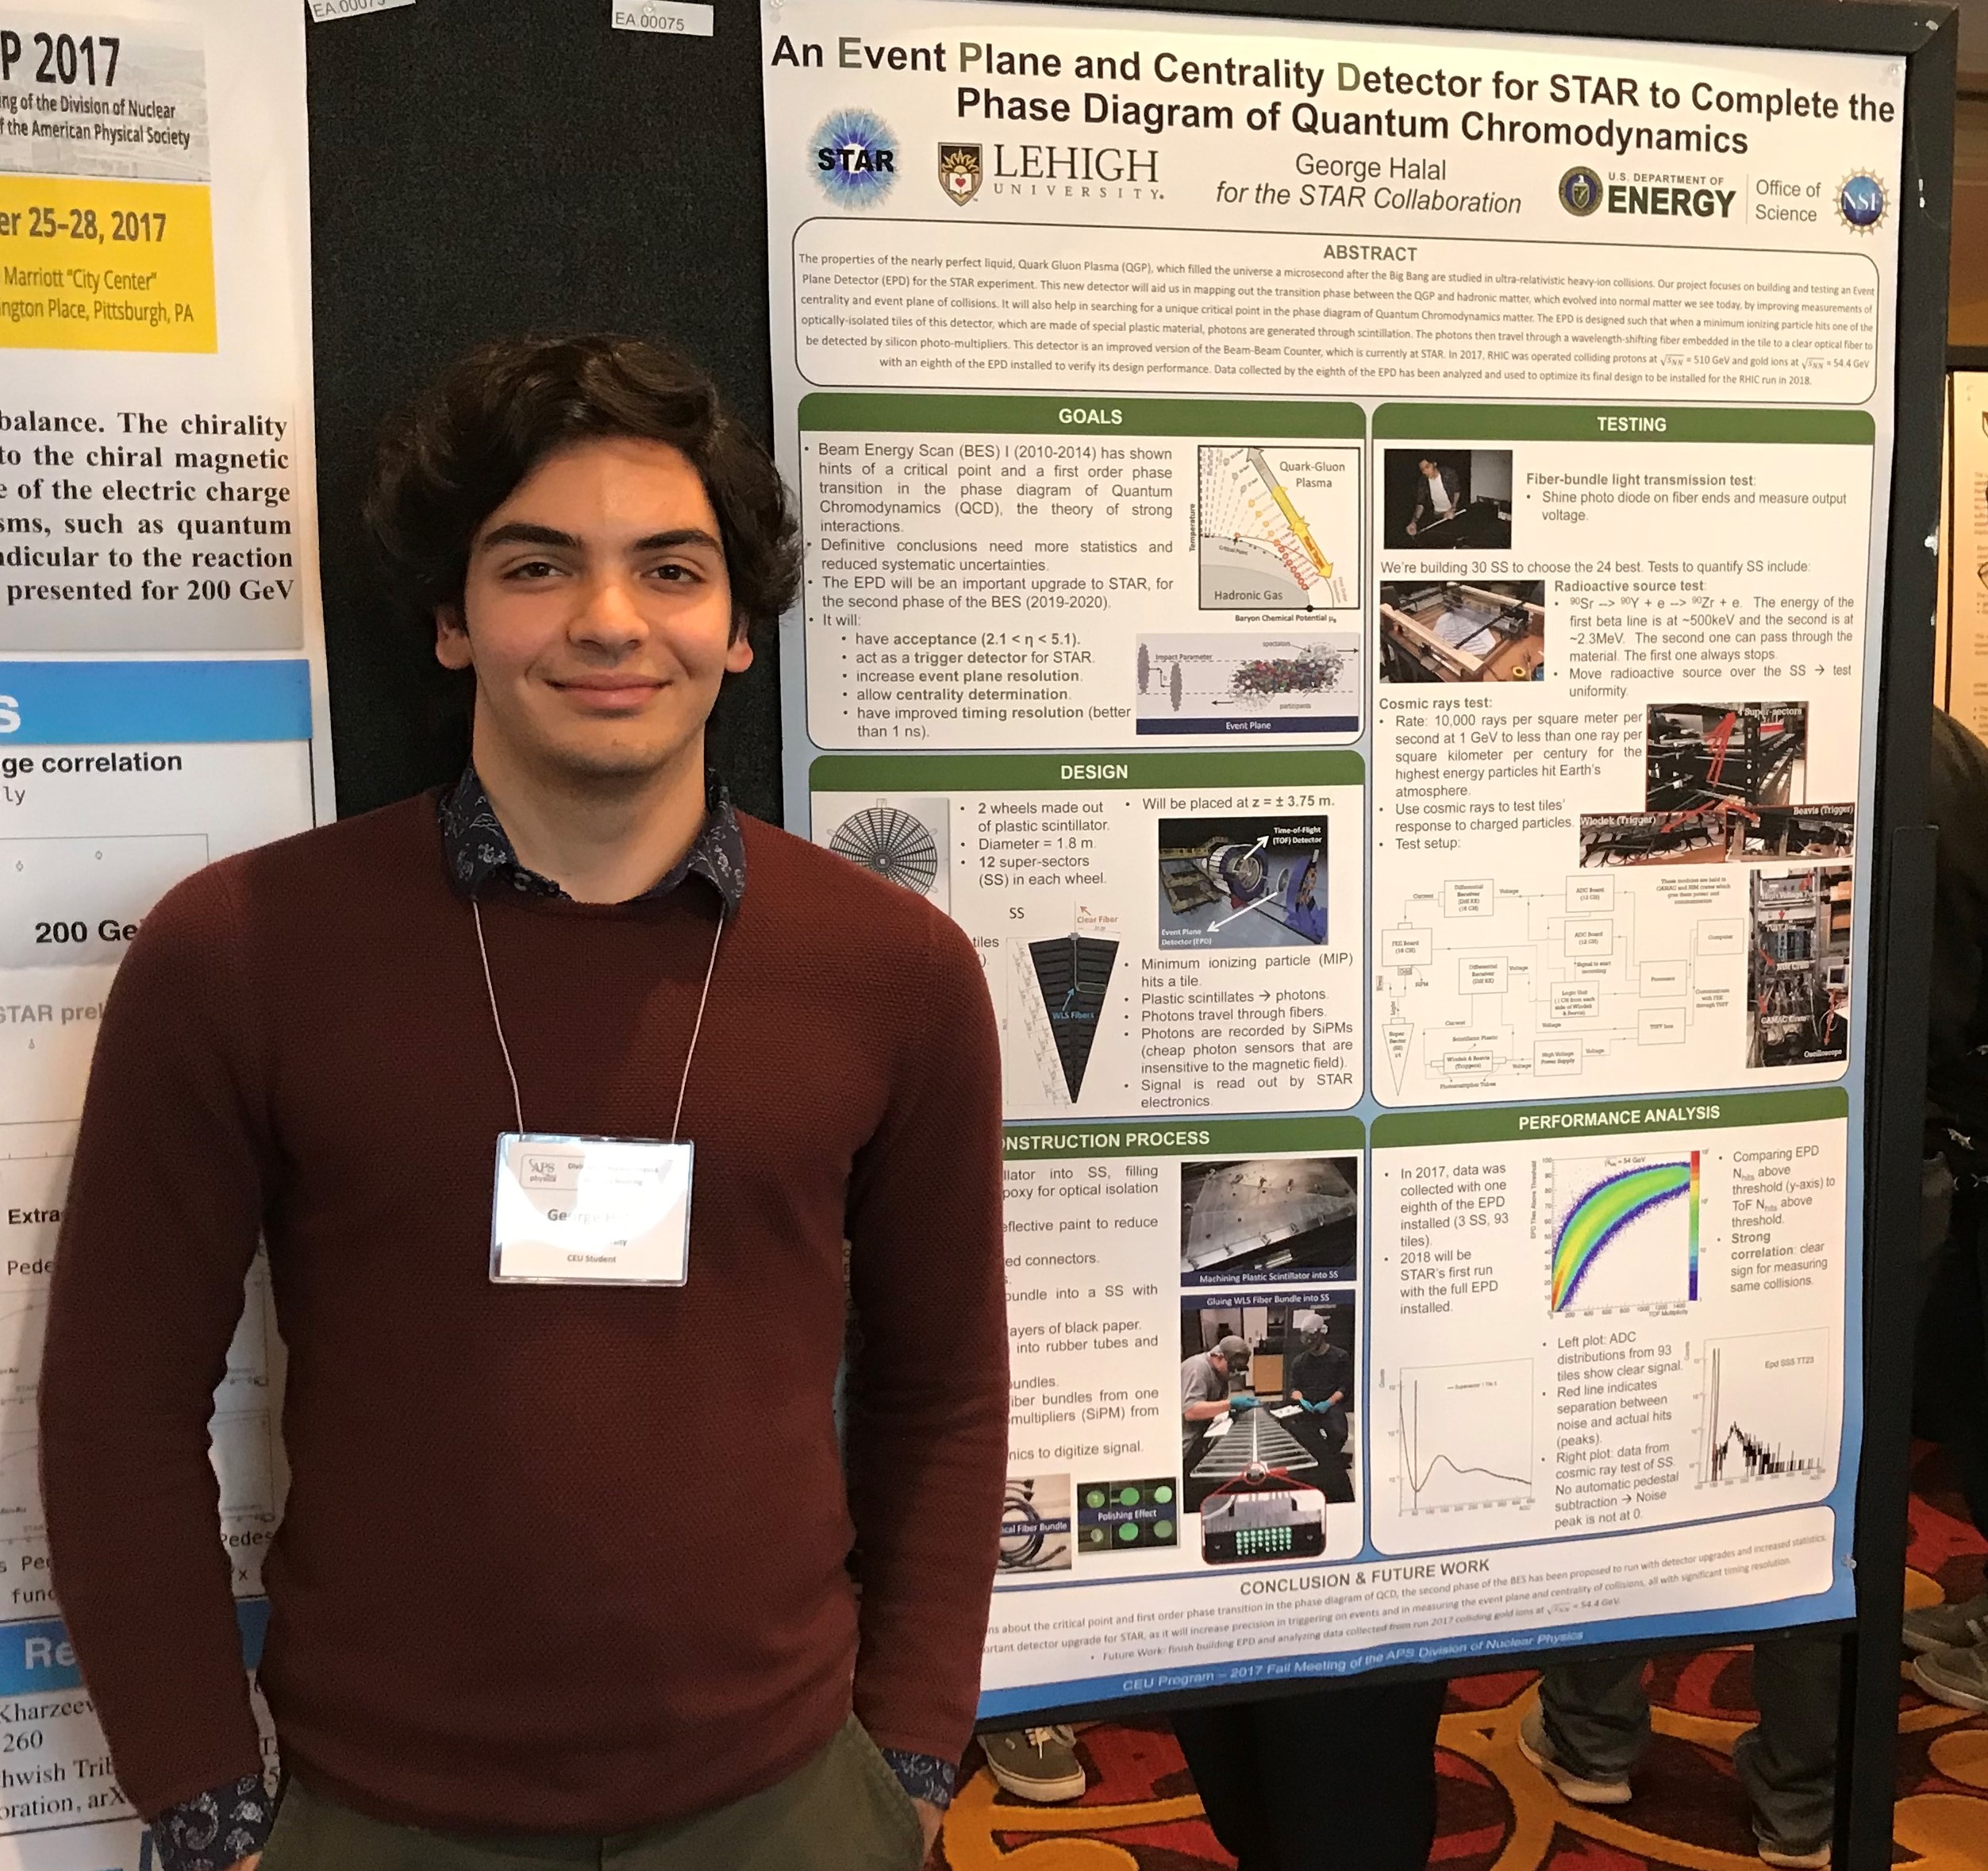 EA.00075
P 2017
ing of the Division of Nuclear
f the American Physical Society
er 25–28, 2017
Marriott "City Center"
ngton Place, Pittsburgh, PA
balance. The chirality
to the chiral magnetic
e of the electric charge
sms, such as quantum
ndicular to the reaction
presented for 200 GeV
s
ge correlation
ly
200 Ge
STAR prel
Extra
Pede
func
Re
Kharzeev
260
hwish Trib
oration, arX
EA.00075
An Event Plane and Centrality Detector for STAR to Complete the
Phase Diagram of Quantum Chromodynamics
STAR
LEHIGH
UNIVERSITY.
George Halal
for the STAR Collaboration
U.S. DEPARTMENT OF
ENERGY
Office of
Science
NSF
ABSTRACT
The properties of the nearly perfect liquid, Quark Gluon Plasma (QGP), which filled the universe a microsecond after the Big Bang are studied in ultra-relativistic heavy-ion collisions. Our project focuses on building and testing an Event
Plane Detector (EPD) for the STAR experiment. This new detector will aid us in mapping out the transition phase between the QGP and hadronic matter, which evolved into normal matter we see today, by improving measurements of
centrality and event plane of collisions. It will also help in searching for a unique critical point in the phase diagram of Quantum Chromodynamics matter. The EPD is designed such that when a minimum ionizing particle hits one of the
optically-isolated tiles of this detector, which are made of special plastic material, photons are generated through scintillation. The photons then travel through a wavelength-shifting fiber embedded in the tile to a clear optical fiber to
be detected by silicon photo-multipliers. This detector is an improved version of the Beam-Beam Counter, which is currently at STAR. In 2017, RHIC was operated colliding protons at √sNN = 510 GeV and gold ions at √sNN = 54.4 GeV
with an eighth of the EPD installed to verify its design performance. Data collected by the eighth of the EPD has been analyzed and used to optimize its final design to be installed for the RHIC run in 2018.
GOALS
• Beam Energy Scan (BES) I (2010-2014) has shown
hints of a critical point and a first order phase
transition in the phase diagram of Quantum
Chromodynamics (QCD), the theory of strong
interactions.
• Definitive conclusions need more statistics and
reduced systematic uncertainties.
• The EPD will be an important upgrade to STAR, for
the second phase of the BES (2019-2020).
• It will:
• have acceptance (2.1 < η < 5.1).
• act as a trigger detector for STAR.
• increase event plane resolution.
• allow centrality determination.
• have improved timing resolution (better
than 1 ns).
Quark-Gluon
Plasma
Temperature
Critical Point
Hadronic Gas
Baryon Chemical Potential μB
Impact Parameter
spectators
participants
Event Plane
DESIGN
• 2 wheels made out
of plastic scintillator.
• Diameter = 1.8 m.
• 12 super-sectors
(SS) in each wheel.
SS
Clear Fiber
tiles
).
WLS Fibers
• Will be placed at z = ± 3.75 m.
Time-of-Flight
(TOF) Detector
Event Plane
Detector (EPD)
• Minimum ionizing particle (MIP)
hits a tile.
• Plastic scintillates → photons.
• Photons travel through fibers.
• Photons are recorded by SiPMs
(cheap photon sensors that are
insensitive to the magnetic field).
• Signal is read out by STAR
electronics.
NSTRUCTION PROCESS
llator into SS, filling
poxy for optical isolation
eflective paint to reduce
ed connectors.
bundle into a SS with
ayers of black paper.
into rubber tubes and
undles.
iber bundles from one
multipliers (SiPM) from
nics to digitize signal.
Machining Plastic Scintillator into SS
Gluing WLS Fiber Bundle into SS
ical Fiber Bundle
Polishing Effect
TESTING
Fiber-bundle light transmission test:
• Shine photo diode on fiber ends and measure output
voltage.
We're building 30 SS to choose the 24 best. Tests to quantify SS include:
Radioactive source test:
• 90Sr --> 90Y + e --> 90Zr + e. The energy of the
first beta line is at ~500keV and the second is at
~2.3MeV. The second one can pass through the
material. The first one always stops.
• Move radioactive source over the SS → test
uniformity.
Cosmic rays test:
• Rate: 10,000 rays per square meter per
second at 1 GeV to less than one ray per
square kilometer per century for the
highest energy particles hit Earth's
atmosphere.
• Use cosmic rays to test tiles'
response to charged particles.
• Test setup:
Super-sectors
Wlodek (Trigger)
Beavis (Trigger)
Differential
Receiver
Voltage
ADC Board
Current
FEE Board
Computer
Processor
Logic Unit
Scintillator Plastic
Wlodek & Beavis
(Triggers)
Photomultiplier Tubes
High Voltage
Power Supply
Super
Sector
Oscilloscope
PERFORMANCE ANALYSIS
• In 2017, data was
collected with one
eighth of the EPD
installed (3 SS, 93
tiles).
• 2018 will be
STAR's first run
with the full EPD
installed.
• Comparing EPD
Nhits above
threshold (y-axis) to
ToF Nhits above
threshold.
• Strong
correlation: clear
sign for measuring
same collisions.
• Left plot: ADC
distributions from 93
tiles show clear signal.
• Red line indicates
separation between
noise and actual hits
(peaks).
• Right plot: data from
cosmic ray test of SS.
No automatic pedestal
subtraction → Noise
peak is not at 0.
Epd SS5 TT23
CONCLUSION & FUTURE WORK
ns about the critical point and first order phase transition in the phase diagram of QCD, the second phase of the BES has been proposed to run with detector upgrades and increased statistics.
ortant detector upgrade for STAR, as it will increase precision in triggering on events and in measuring the event plane and centrality of collisions, all with significant timing resolution.
• Future Work: finish building EPD and analyzing data collected from run 2017 colliding gold ions at √sNN = 54.4 GeV.
CEU Program – 2017 Fall Meeting of the APS Division of Nuclear Physics
APS
physics
CEU Student